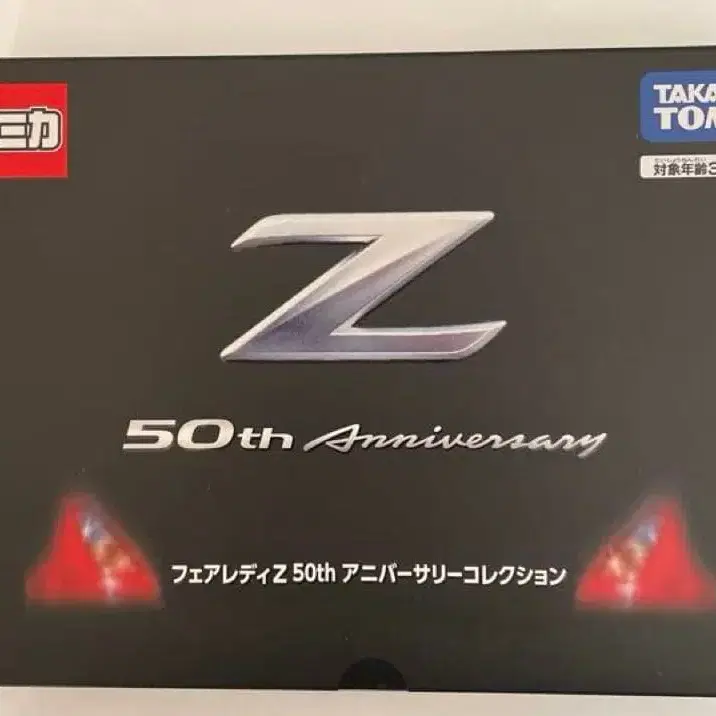 ミカ
TAKA
TOM
対象年齢3
Z
50th Anniversary
フェアレディZ 50th アニバーサリーコレクション